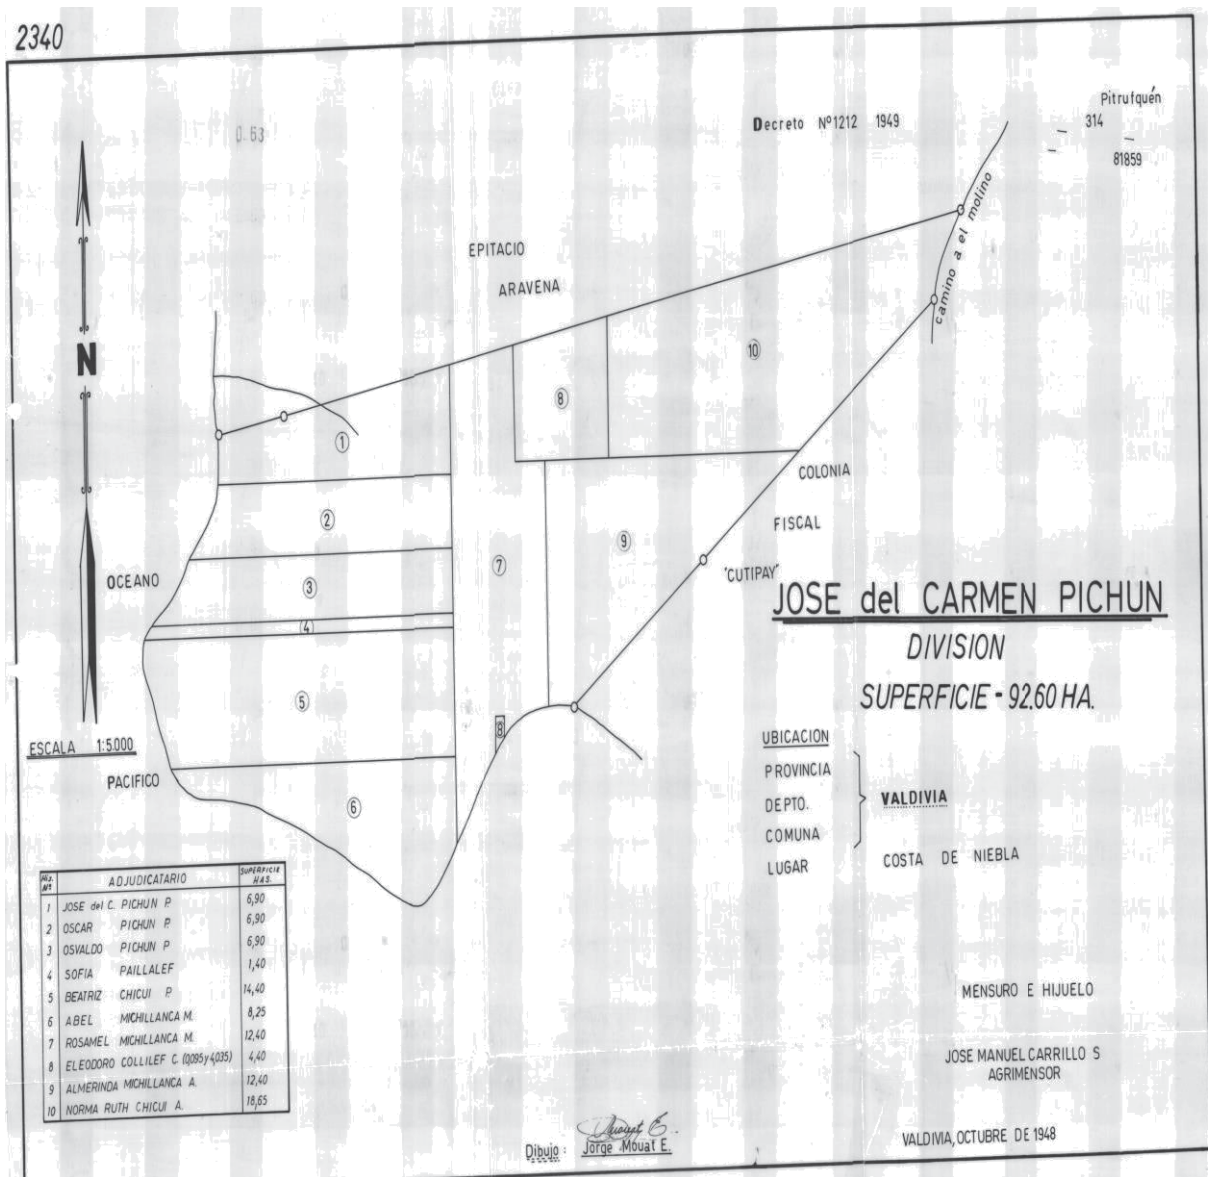 2340
Pitrufquén
Decreto Nº1212 1949
314
81859
0.63
camino a el molino
EPITACIO
ARAVENA
N
10
8
1
COLONIA
2
FISCAL
9
7
"CUTIPAY"
OCEANO
3
JOSE del CARMEN PICHUN
4
DIVISION
5
SUPERFICIE - 92.60 HA.
8
ESCALA 1:5.000
UBICACION
PROVINCIA
PACIFICO
DEPTO.
VALDIVIA
6
COMUNA
LUGAR
COSTA DE NIEBLA
HIJ. Nº ADJUDICATARIO SUPERFICIE HAS.
1 JOSE del C. PICHUN P. 6,90
2 OSCAR PICHUN P. 6,90
3 OSVALDO PICHUN P. 6,90
4 SOFIA PAILLALEF 1,40
5 BEATRIZ CHICUI P. 14,40
6 ABEL MICHILLANCA M. 8,25
7 ROSAMEL MICHILLANCA M. 12,40
8 ELEODORO COLLILEF C. (0,095 y 4,035) 4,40
9 ALMERINDA MICHILLANCA A. 12,40
10 NORMA RUTH CHICUI A. 18,65
MENSURO E HIJUELO
JOSE MANUEL CARRILLO S
AGRIMENSOR
Dibujo: Jorge Mouat E.
VALDIVIA, OCTUBRE DE 1948